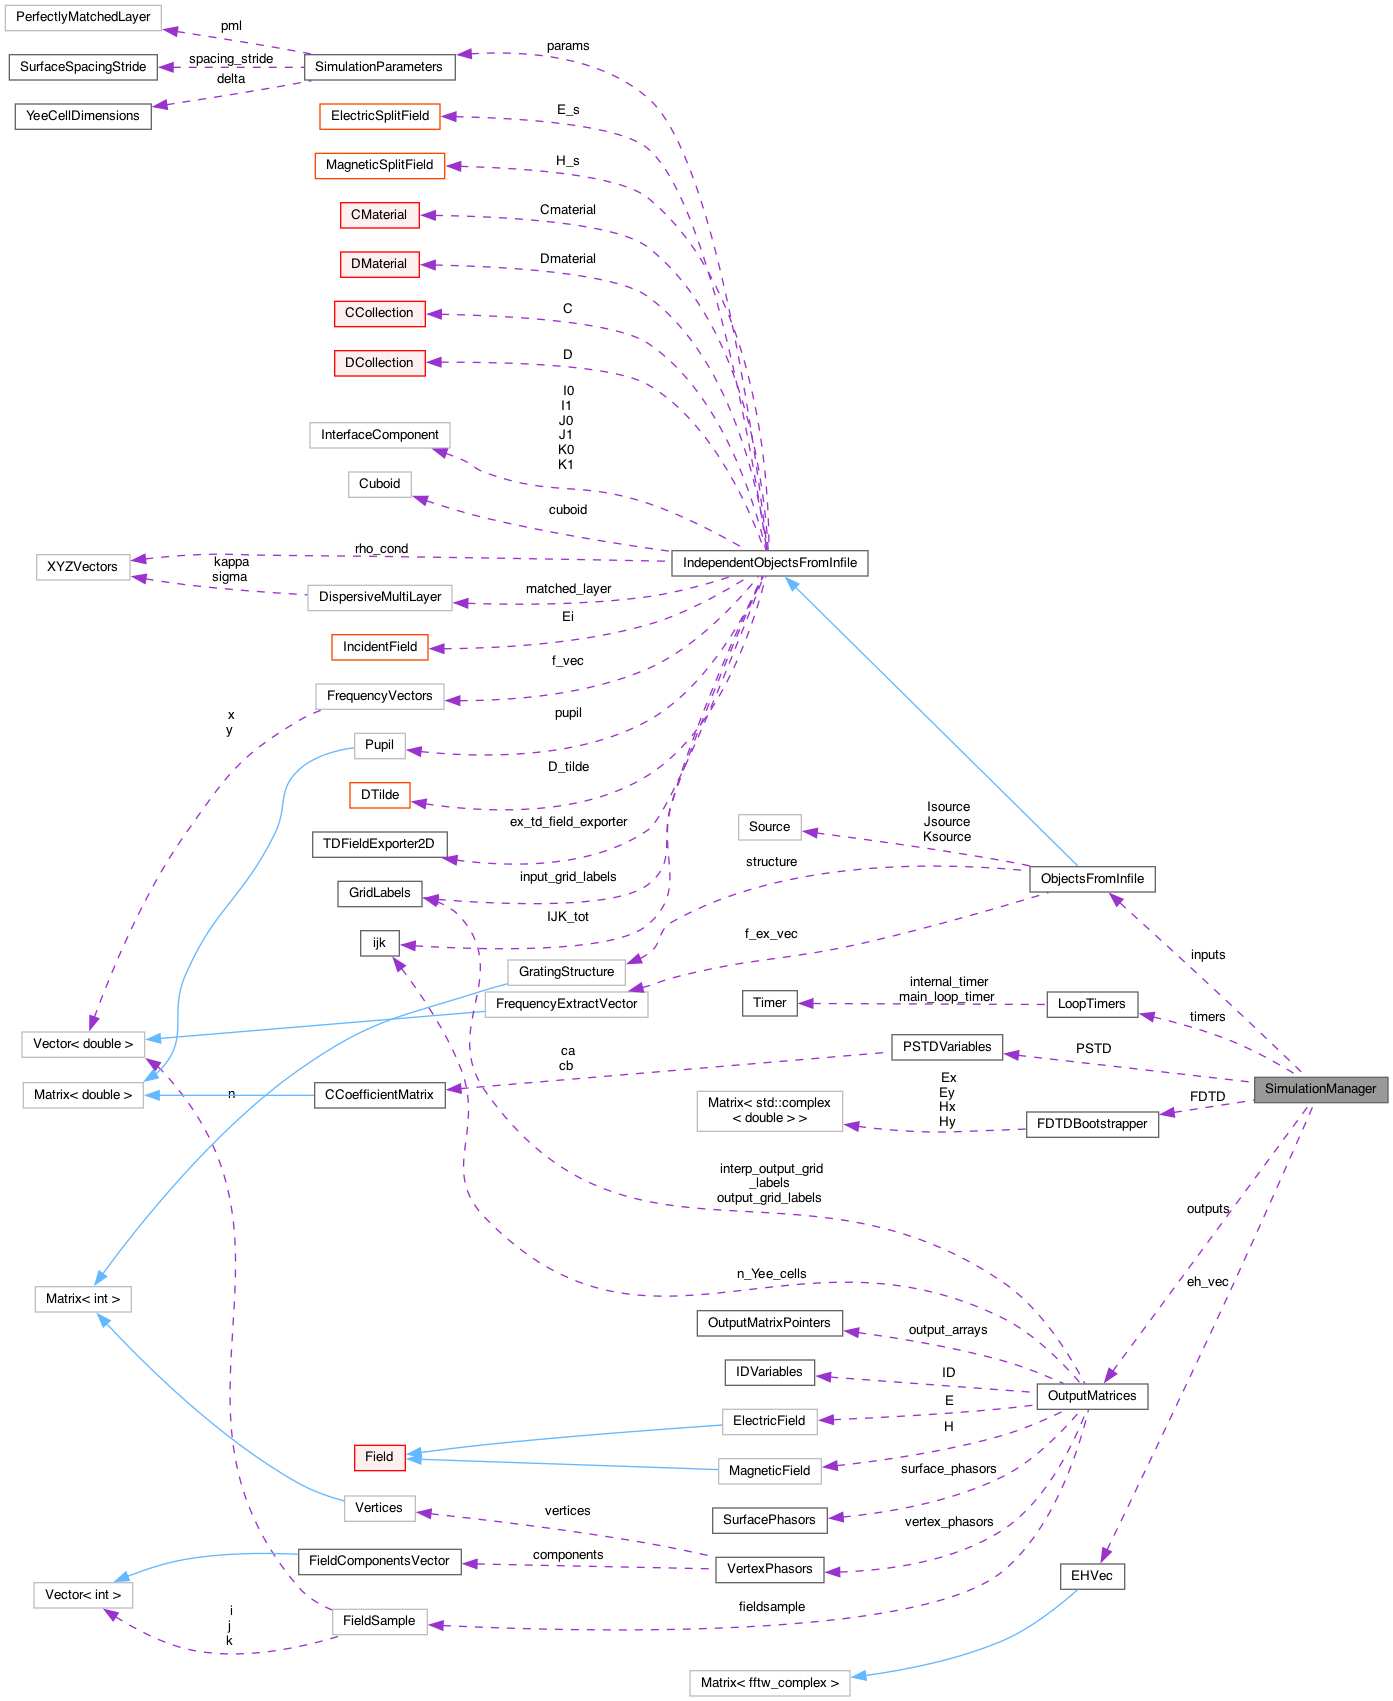 PerfectlyMatchedLayer
pml
params
SurfaceSpacingStride
spacing_stride
SimulationParameters
delta
YeeCellDimensions
ElectricSplitField
E_s
MagneticSplitField
H_s
CMaterial
Cmaterial
DMaterial
Dmaterial
CCollection
C
DCollection
D
I0
I1
J0
J1
K0
K1
InterfaceComponent
Cuboid
cuboid
rho_cond
XYZVectors
kappa
sigma
IndependentObjectsFromInfile
DispersiveMultiLayer
matched_layer
Ei
IncidentField
f_vec
FrequencyVectors
x
y
pupil
Pupil
D_tilde
DTilde
ex_td_field_exporter
TDFieldExporter2D
Source
Isource
Jsource
Ksource
structure
input_grid_labels
GridLabels
ObjectsFromInfile
IJK_tot
ijk
f_ex_vec
GratingStructure
FrequencyExtractVector
inputs
Timer
internal_timer
main_loop_timer
LoopTimers
timers
Vector< double >
ca
cb
PSTDVariables
PSTD
Matrix< double >
n
CCoefficientMatrix
SimulationManager
Matrix< std::complex
< double > >
Ex
Ey
Hx
Hy
FDTDBootstrapper
FDTD
interp_output_grid
_labels
output_grid_labels
outputs
n_Yee_cells
eh_vec
Matrix< int >
OutputMatrixPointers
output_arrays
IDVariables
ID
OutputMatrices
E
ElectricField
H
Field
MagneticField
surface_phasors
Vertices
vertices
SurfacePhasors
vertex_phasors
FieldComponentsVector
components
VertexPhasors
EHVec
Vector< int >
i
j
k
FieldSample
fieldsample
Matrix< fftw_complex >